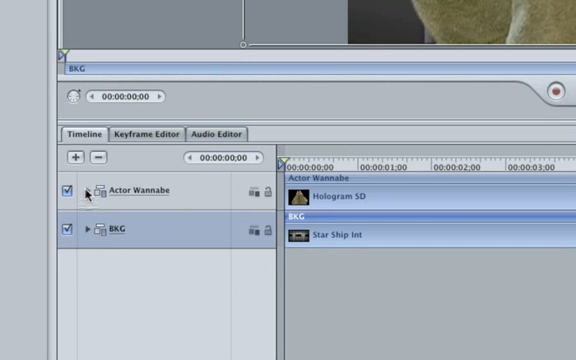 BKG
00:00:00;00
Timeline
Keyframe Editor
Audio Editor
00:00:00;00
00:00:00;00
00:00:01;00
00:00:02;00
00:00:03;00
Actor Wannabe
Actor Wannabe
Hologram SD
BKG
BKG
Star Ship Int